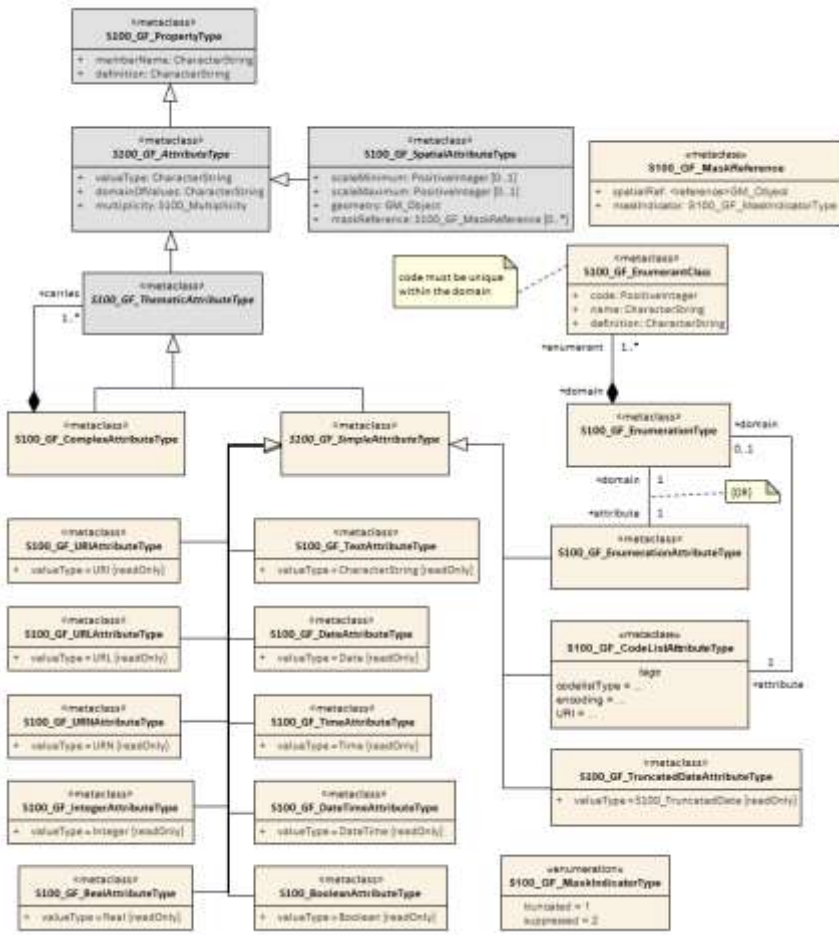 «metaclass»
S100_GF_PropertyType
+ memberName: CharacterString
+ definition: CharacterString
«metaclass»
S100_GF_AttributeType
+ valueType: CharacterString
+ domainOfValues: CharacterString
+ multiplicity: S100_Multiplicity
«metaclass»
S100_GF_SpatialAttributeType
+ scaleMinimum: PositiveInteger [0..1]
+ scaleMaximum: PositiveInteger [0..1]
+ geometry: GM_Object
+ maskReference: S100_GF_MaskReference [0..*]
«metaclass»
S100_GF_MaskReference
+ spatialRef: <reference>GM_Object
+ maskIndicator: S100_GF_MaskIndicatorType
«metaclass»
S100_GF_ThematicAttributeType
+carries
1..*
code must be unique
within the domain
«metaclass»
S100_GF_EnumerantClass
+ code: PositiveInteger
+ name: CharacterString
+ definition: CharacterString
+enumerant 1..*
+domain
«metaclass»
S100_GF_ComplexAttributeType
«metaclass»
S100_GF_SimpleAttributeType
«metaclass»
S100_GF_EnumerationType
+domain
0..1
+domain 1
{OR}
+attribute 1
«metaclass»
S100_GF_EnumerationAttributeType
«metaclass»
S100_GF_URIAttributeType
+ valueType = URI {readOnly}
«metaclass»
S100_GF_TextAttributeType
+ valueType = CharacterString {readOnly}
«metaclass»
S100_GF_URLAttributeType
+ valueType = URL {readOnly}
«metaclass»
S100_GF_DateAttributeType
+ valueType = Date {readOnly}
«metaclass»
S100_GF_CodeListAttributeType
tags
codelistType = ...
encoding = ...
URI = ...
1
+attribute
«metaclass»
S100_GF_URNAttributeType
+ valueType = URN {readOnly}
«metaclass»
S100_GF_TimeAttributeType
+ valueType = Time {readOnly}
«metaclass»
S100_GF_TruncatedDateAttributeType
+ valueType = S100_TruncatedDate {readOnly}
«metaclass»
S100_GF_IntegerAttributeType
+ valueType = Integer {readOnly}
«metaclass»
S100_GF_DateTimeAttributeType
+ valueType = DateTime {readOnly}
«metaclass»
S100_GF_RealAttributeType
+ valueType = Real {readOnly}
«metaclass»
S100_BooleanAttributeType
+ valueType = Boolean {readOnly}
«enumeration»
S100_GF_MaskIndicatorType
truncated = 1
suppressed = 2